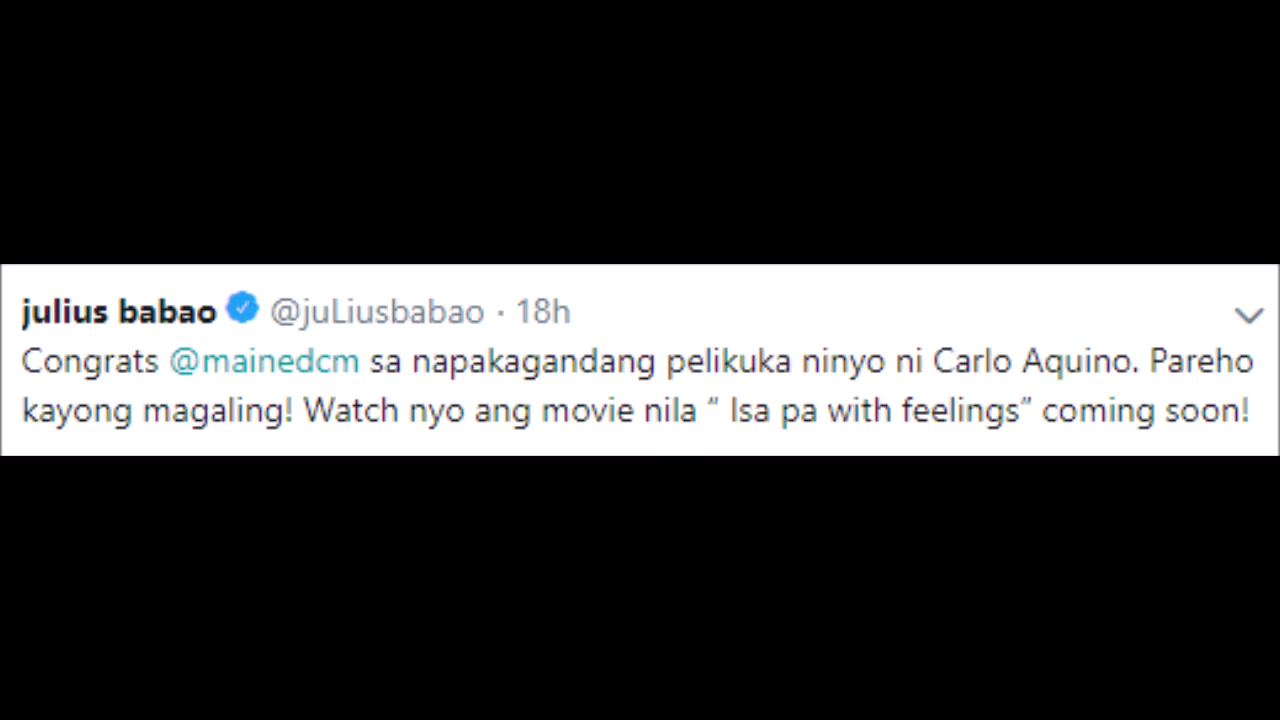 julius babao @juLiusbabao · 18h
Congrats @mainedcm sa napakagandang pelikuka ninyo ni Carlo Aquino. Pareho
kayong magaling! Watch nyo ang movie nila “ Isa pa with feelings” coming soon!